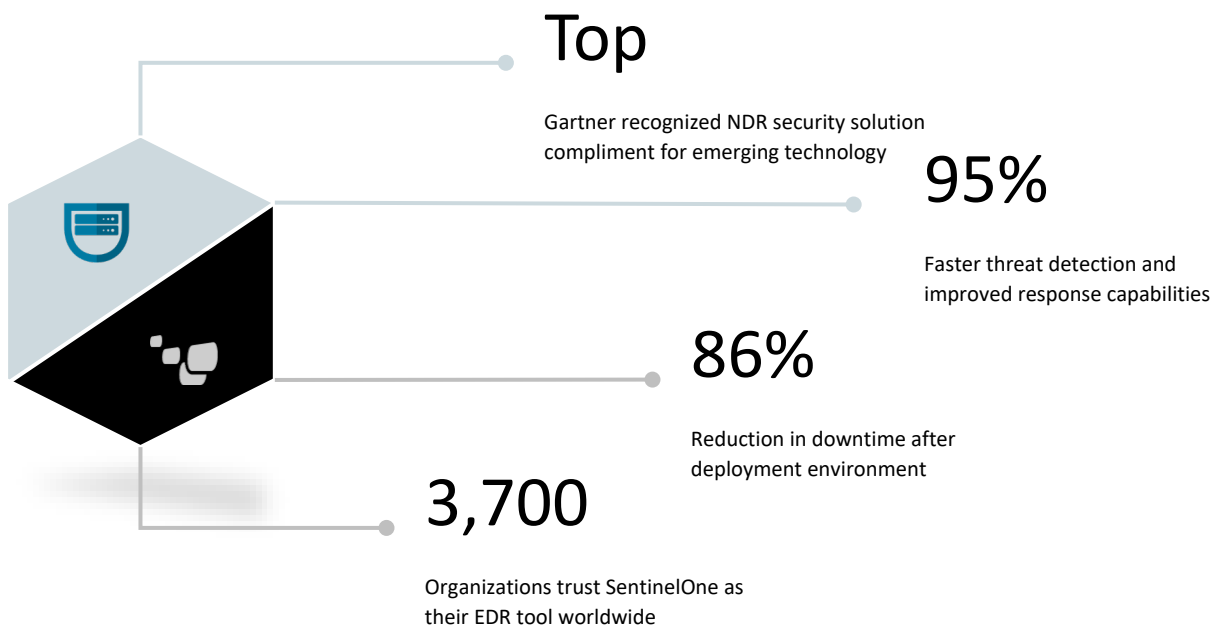 Top
Gartner recognized NDR security solution
compliment for emerging technology
95%
Faster threat detection and
improved response capabilities
86%
Reduction in downtime after
deployment environment
3,700
Organizations trust SentinelOne as
their EDR tool worldwide